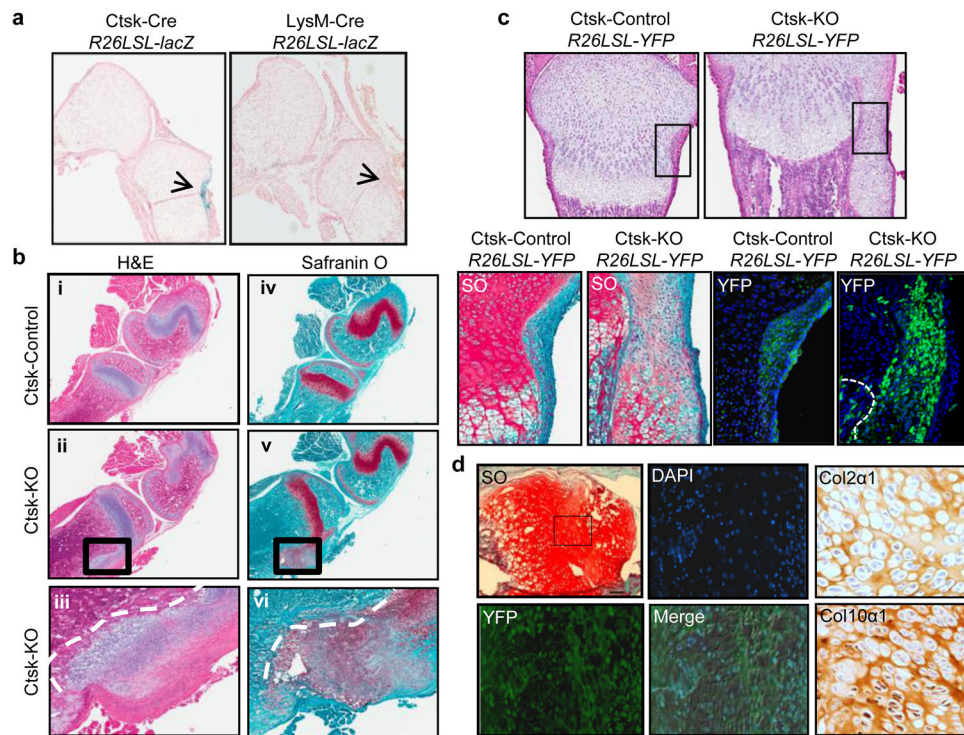 a
Ctsk-Cre
R26LSL-lacZ
LysM-Cre
R26LSL-lacZ
b
H&E
Safranin O
Ctsk-Control
i
iv
Ctsk-KO
ii
v
Ctsk-KO
iii
vi
c
Ctsk-Control
R26LSL-YFP
Ctsk-KO
R26LSL-YFP
Ctsk-Control
R26LSL-YFP
Ctsk-KO
R26LSL-YFP
Ctsk-Control
R26LSL-YFP
Ctsk-KO
R26LSL-YFP
SO
SO
YFP
YFP
d
SO
DAPI
Col2α1
YFP
Merge
Col10α1